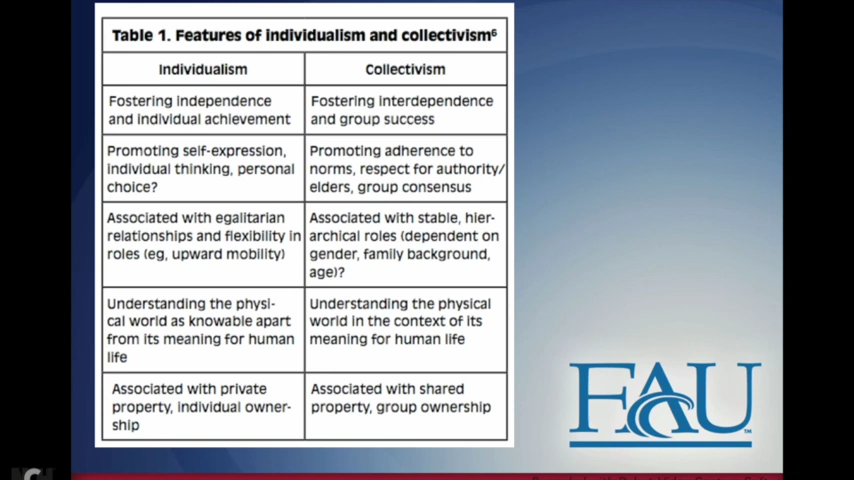 Table 1. Features of individualism and collectivism⁶
Individualism
Collectivism
Fostering independence
and individual achievement
Fostering interdependence
and group success
Promoting self-expression,
individual thinking, personal
choice?
Promoting adherence to
norms, respect for authority/
elders, group consensus
Associated with egalitarian
relationships and flexibility in
roles (eg, upward mobility)
Associated with stable, hier-
archical roles (dependent on
gender, family background,
age)?
Understanding the physi-
cal world as knowable apart
from its meaning for human
life
Understanding the physical
world in the context of its
meaning for human life
Associated with private
property, individual owner-
ship
Associated with shared
property, group ownership
FAU
TM